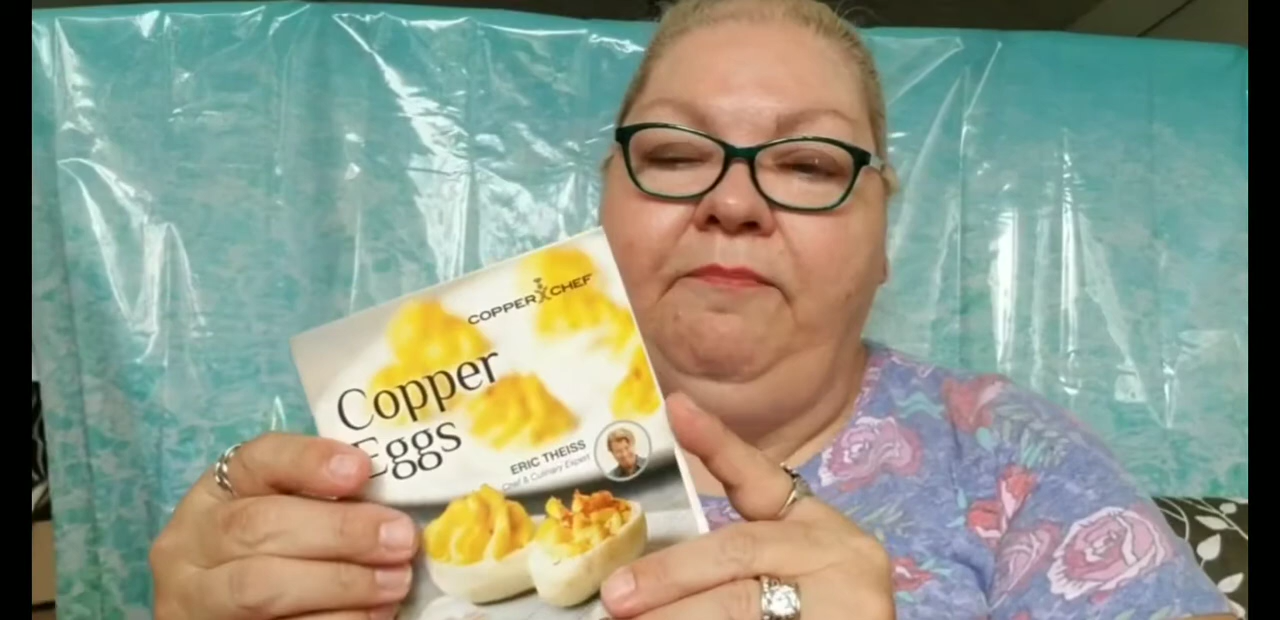 COPPER CHEF
Copper
Eggs
ERIC THEISS
Chef & Culinary Expert